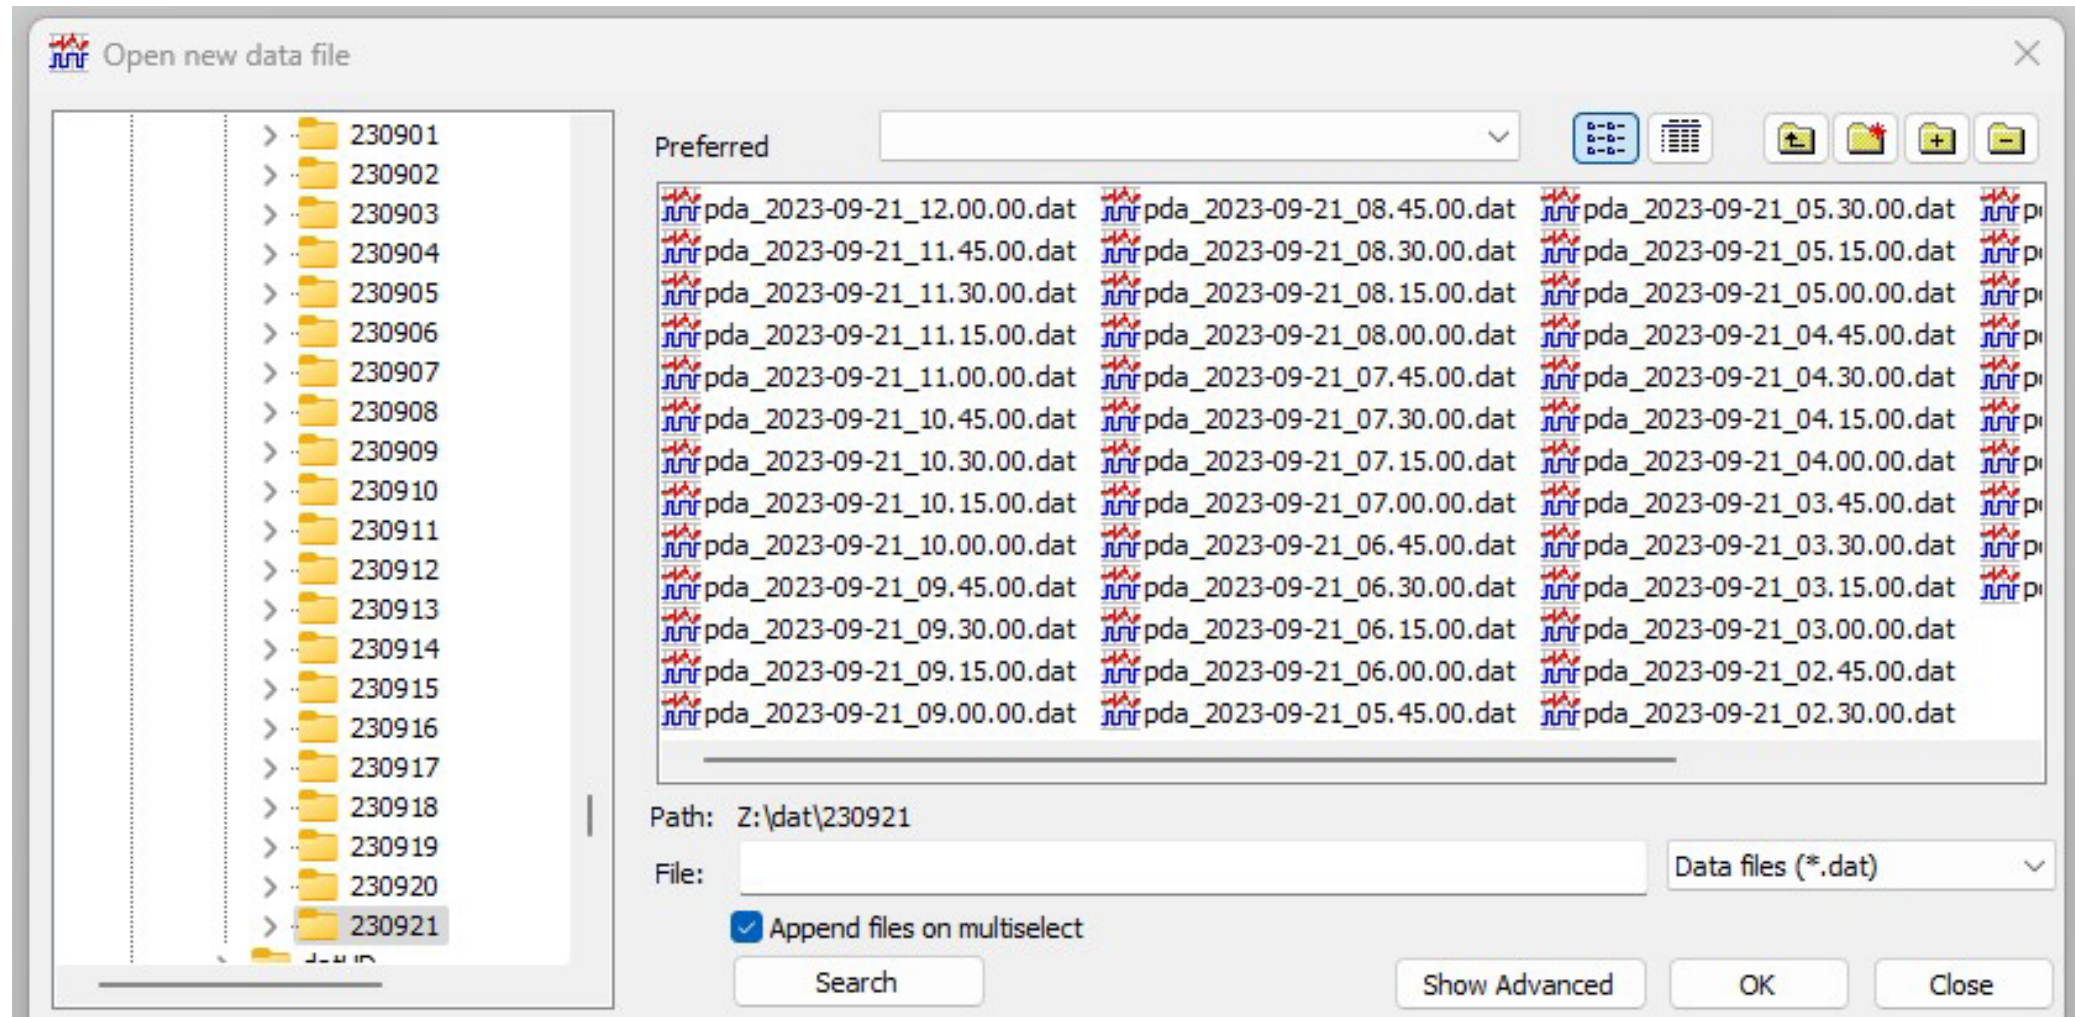 Open new data file
230901
230902
230903
230904
230905
230906
230907
230908
230909
230910
230911
230912
230913
230914
230915
230916
230917
230918
230919
230920
230921
Preferred
pda_2023-09-21_12.00.00.dat
pda_2023-09-21_11.45.00.dat
pda_2023-09-21_11.30.00.dat
pda_2023-09-21_11.15.00.dat
pda_2023-09-21_11.00.00.dat
pda_2023-09-21_10.45.00.dat
pda_2023-09-21_10.30.00.dat
pda_2023-09-21_10.15.00.dat
pda_2023-09-21_10.00.00.dat
pda_2023-09-21_09.45.00.dat
pda_2023-09-21_09.30.00.dat
pda_2023-09-21_09.15.00.dat
pda_2023-09-21_09.00.00.dat
pda_2023-09-21_08.45.00.dat
pda_2023-09-21_08.30.00.dat
pda_2023-09-21_08.15.00.dat
pda_2023-09-21_08.00.00.dat
pda_2023-09-21_07.45.00.dat
pda_2023-09-21_07.30.00.dat
pda_2023-09-21_07.15.00.dat
pda_2023-09-21_07.00.00.dat
pda_2023-09-21_06.45.00.dat
pda_2023-09-21_06.30.00.dat
pda_2023-09-21_06.15.00.dat
pda_2023-09-21_06.00.00.dat
pda_2023-09-21_05.45.00.dat
pda_2023-09-21_05.30.00.dat
pda_2023-09-21_05.15.00.dat
pda_2023-09-21_05.00.00.dat
pda_2023-09-21_04.45.00.dat
pda_2023-09-21_04.30.00.dat
pda_2023-09-21_04.15.00.dat
pda_2023-09-21_04.00.00.dat
pda_2023-09-21_03.45.00.dat
pda_2023-09-21_03.30.00.dat
pda_2023-09-21_03.15.00.dat
pda_2023-09-21_03.00.00.dat
pda_2023-09-21_02.45.00.dat
pda_2023-09-21_02.30.00.dat
Path: Z:\dat\230921
File:
Data files (*.dat)
Append files on multiselect
Search
Show Advanced
OK
Close